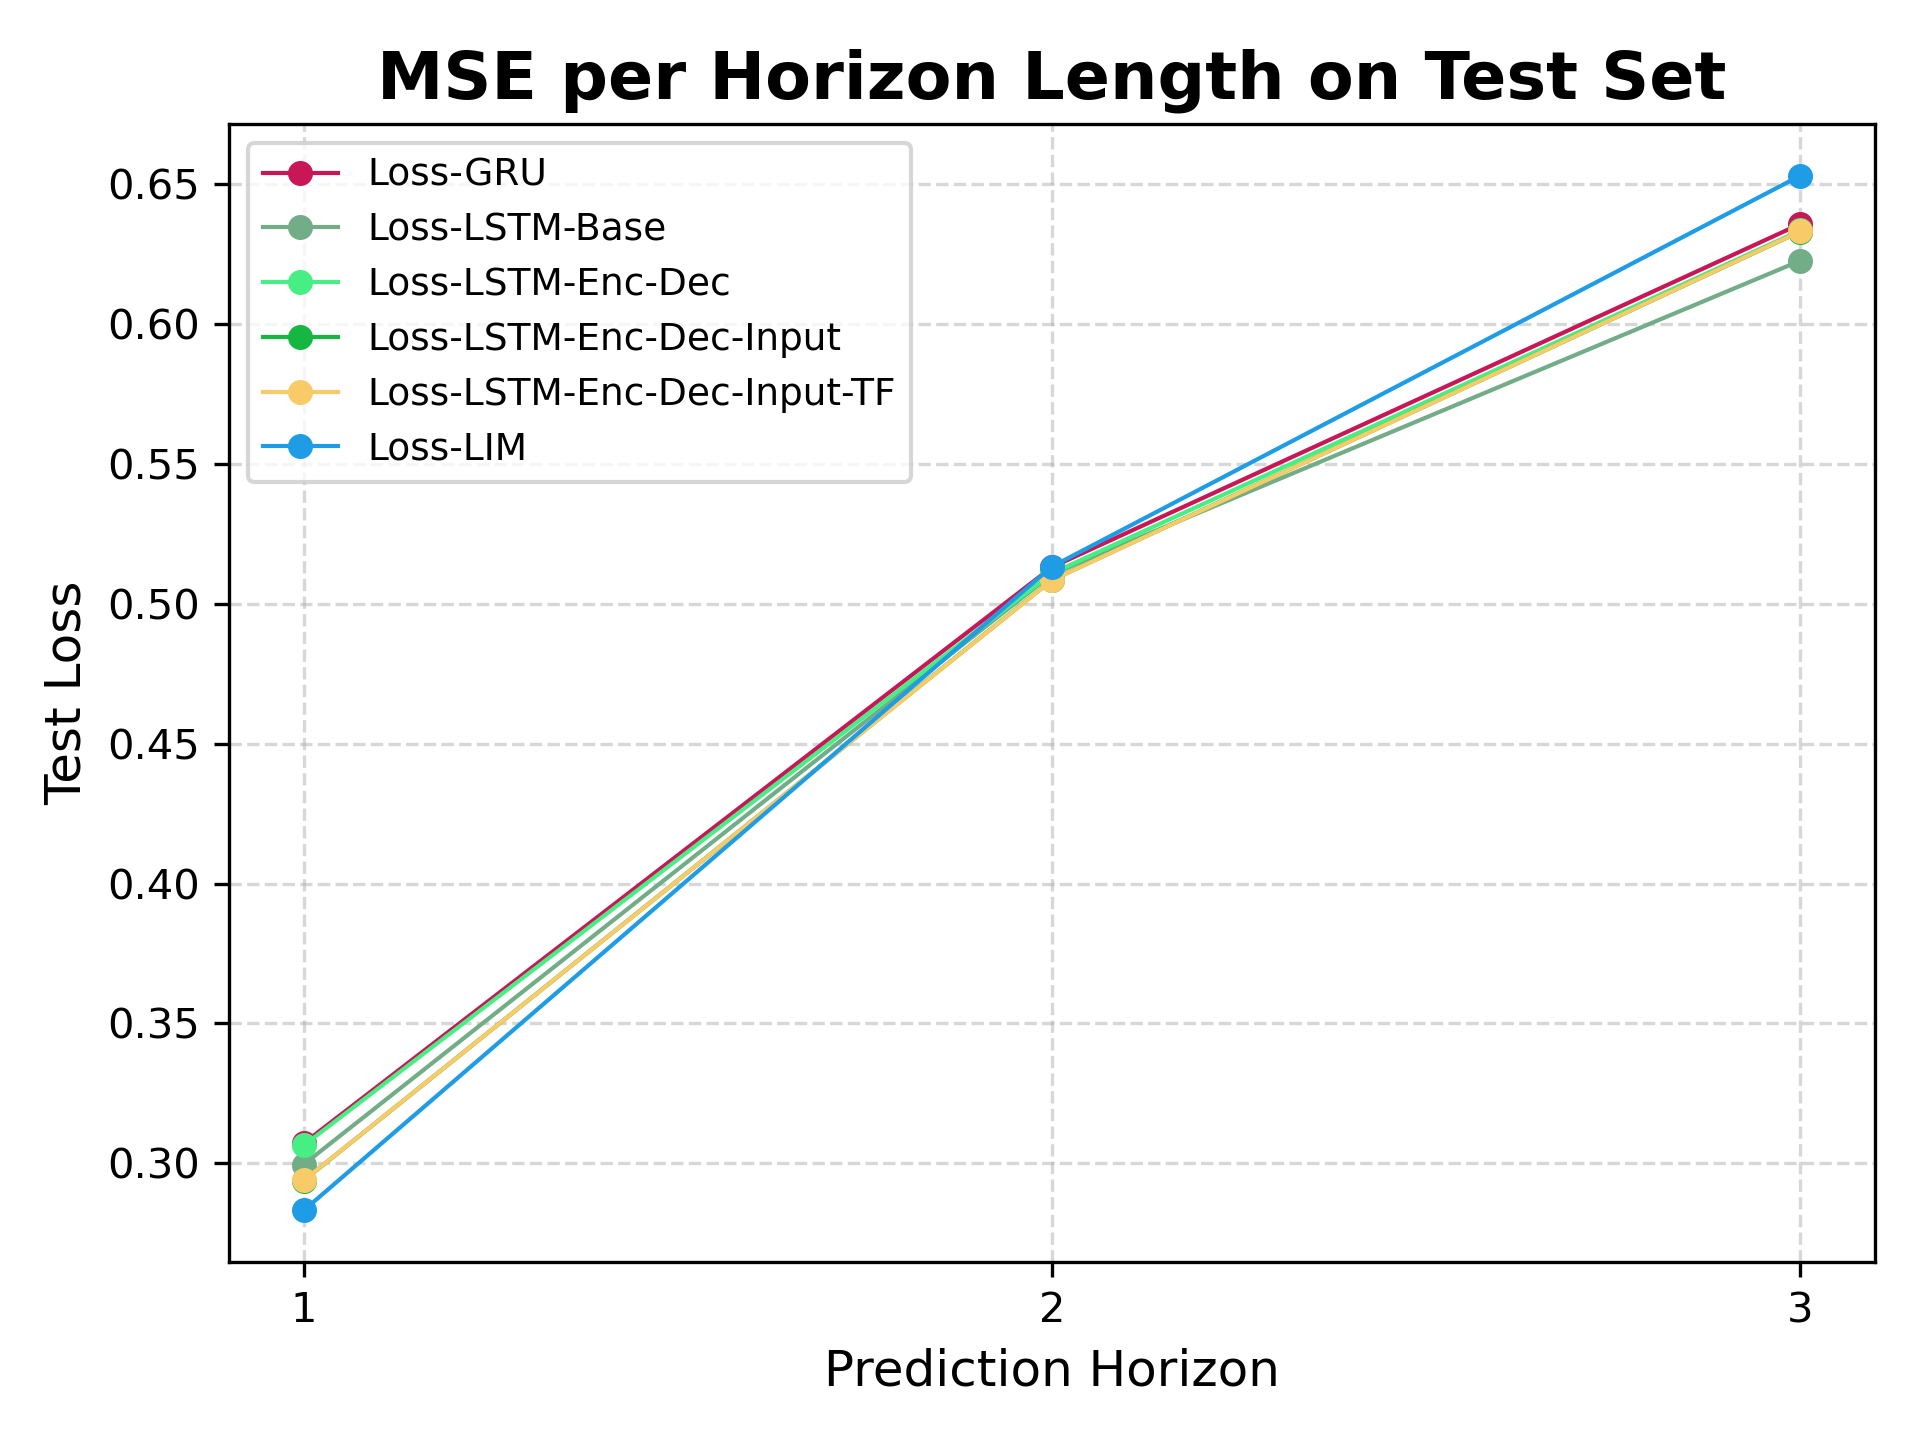 MSE per Horizon Length on Test Set
Loss-GRU
Loss-LSTM-Base
Loss-LSTM-Enc-Dec
Loss-LSTM-Enc-Dec-Input
Loss-LSTM-Enc-Dec-Input-TF
Loss-LIM
0.65
0.60
0.55
0.50
0.45
0.40
0.35
0.30
Test Loss
1 2 3
Prediction Horizon